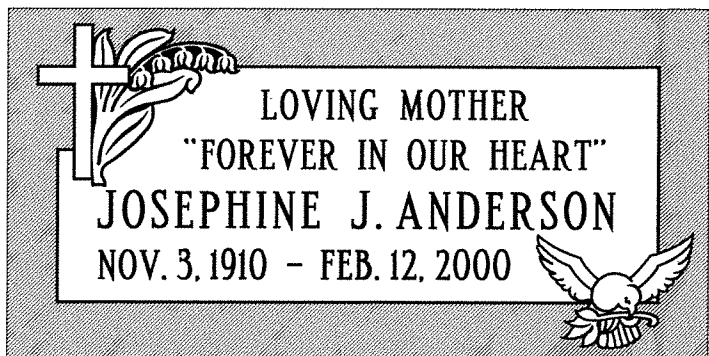 LOVING MOTHER
"FOREVER IN OUR HEART"
JOSEPHINE J. ANDERSON
NOV. 3, 1910 – FEB. 12, 2000